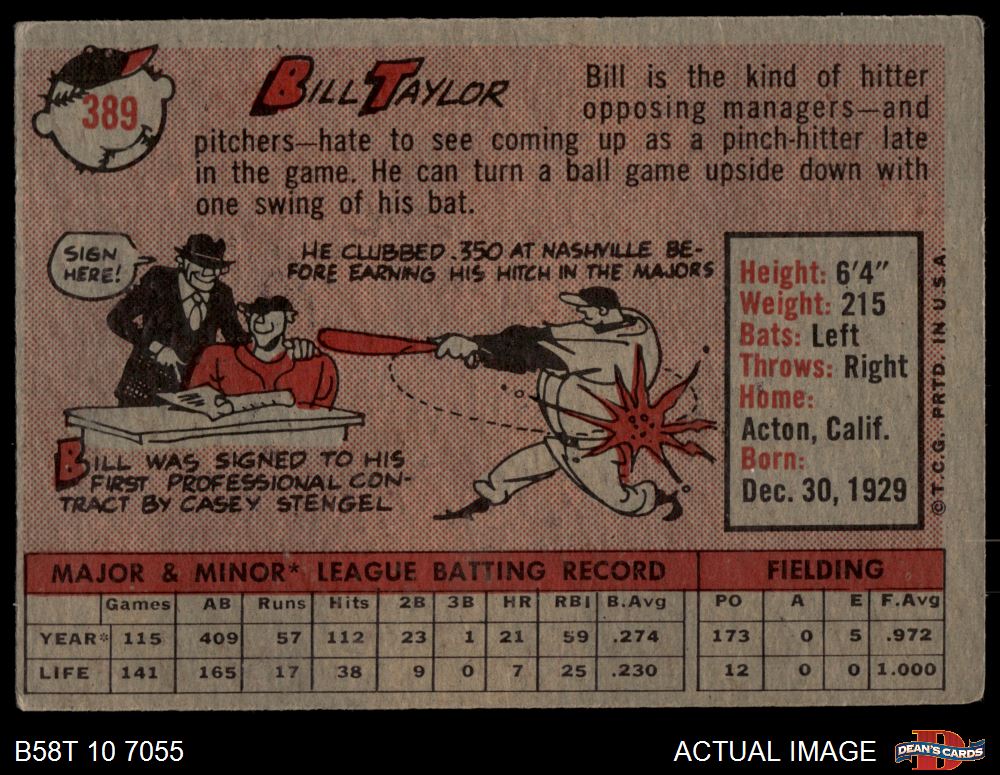 389
BILL TAYLOR
Bill is the kind of hitter
opposing managers—and
pitchers—hate to see coming up as a pinch-hitter late
in the game. He can turn a ball game upside down with
one swing of his bat.
SIGN
HERE!
HE CLUBBED .350 AT NASHVILLE BE-
FORE EARNING HIS HITCH IN THE MAJORS
BILL WAS SIGNED TO HIS
FIRST PROFESSIONAL CON-
TRACT BY CASEY STENGEL
Height: 6'4"
Weight: 215
Bats: Left
Throws: Right
Home:
Acton, Calif.
Born:
Dec. 30, 1929
© T.C.G. PRTD. IN U.S.A.
MAJOR & MINOR* LEAGUE BATTING RECORD FIELDING
Games AB Runs Hits 2B 3B HR RBI B.Avg PO A E F.Avg
YEAR* 115 409 57 112 23 1 21 59 .274 173 0 5 .972
LIFE 141 165 17 38 9 0 7 25 .230 12 0 0 1.000
B58T 10 7055
ACTUAL IMAGE
D
DEAN'S CARDS